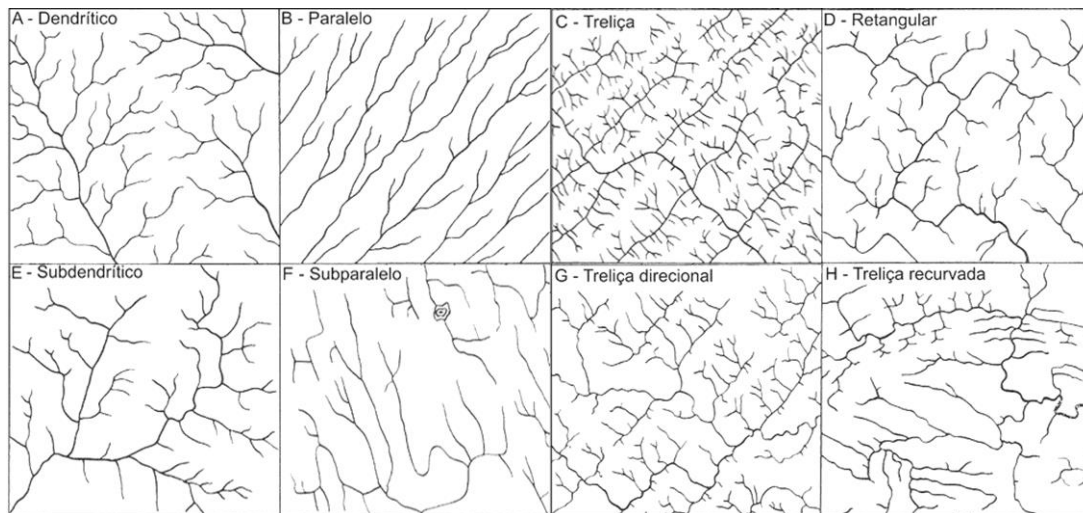 A - Dendrítico
B - Paralelo
C - Treliça
D - Retangular
E - Subdendrítico
F - Subparalelo
G - Treliça direcional
H - Treliça recurvada